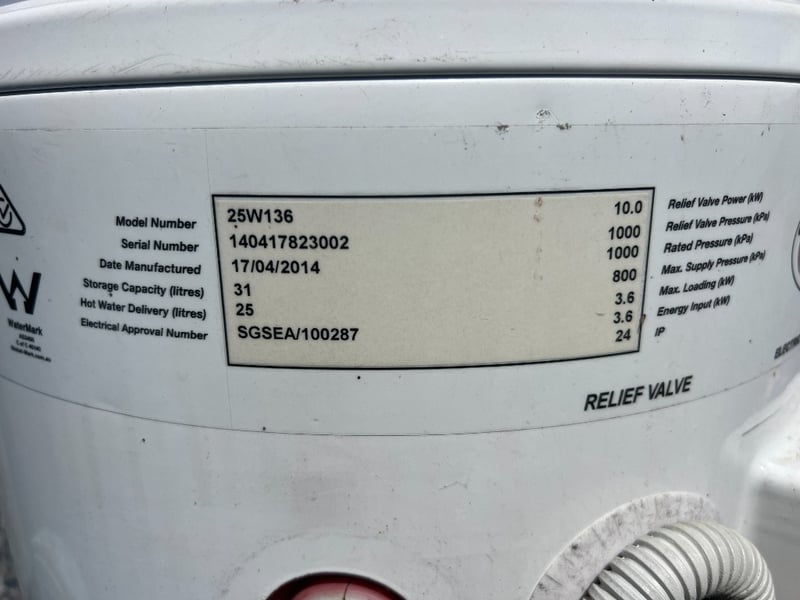 Model Number 25W136
Serial Number 140417823002
Date Manufactured 17/04/2014
Storage Capacity (litres) 31
Hot Water Delivery (litres) 25
Electrical Approval Number SGSEA/100287
10.0 Relief Valve Power (kW)
1000 Relief Valve Pressure (kPa)
1000 Rated Pressure (kPa)
800 Max. Supply Pressure (kPa)
3.6 Max. Loading (kW)
3.6 Energy Input (kW)
24 IP
WaterMark
RELIEF VALVE